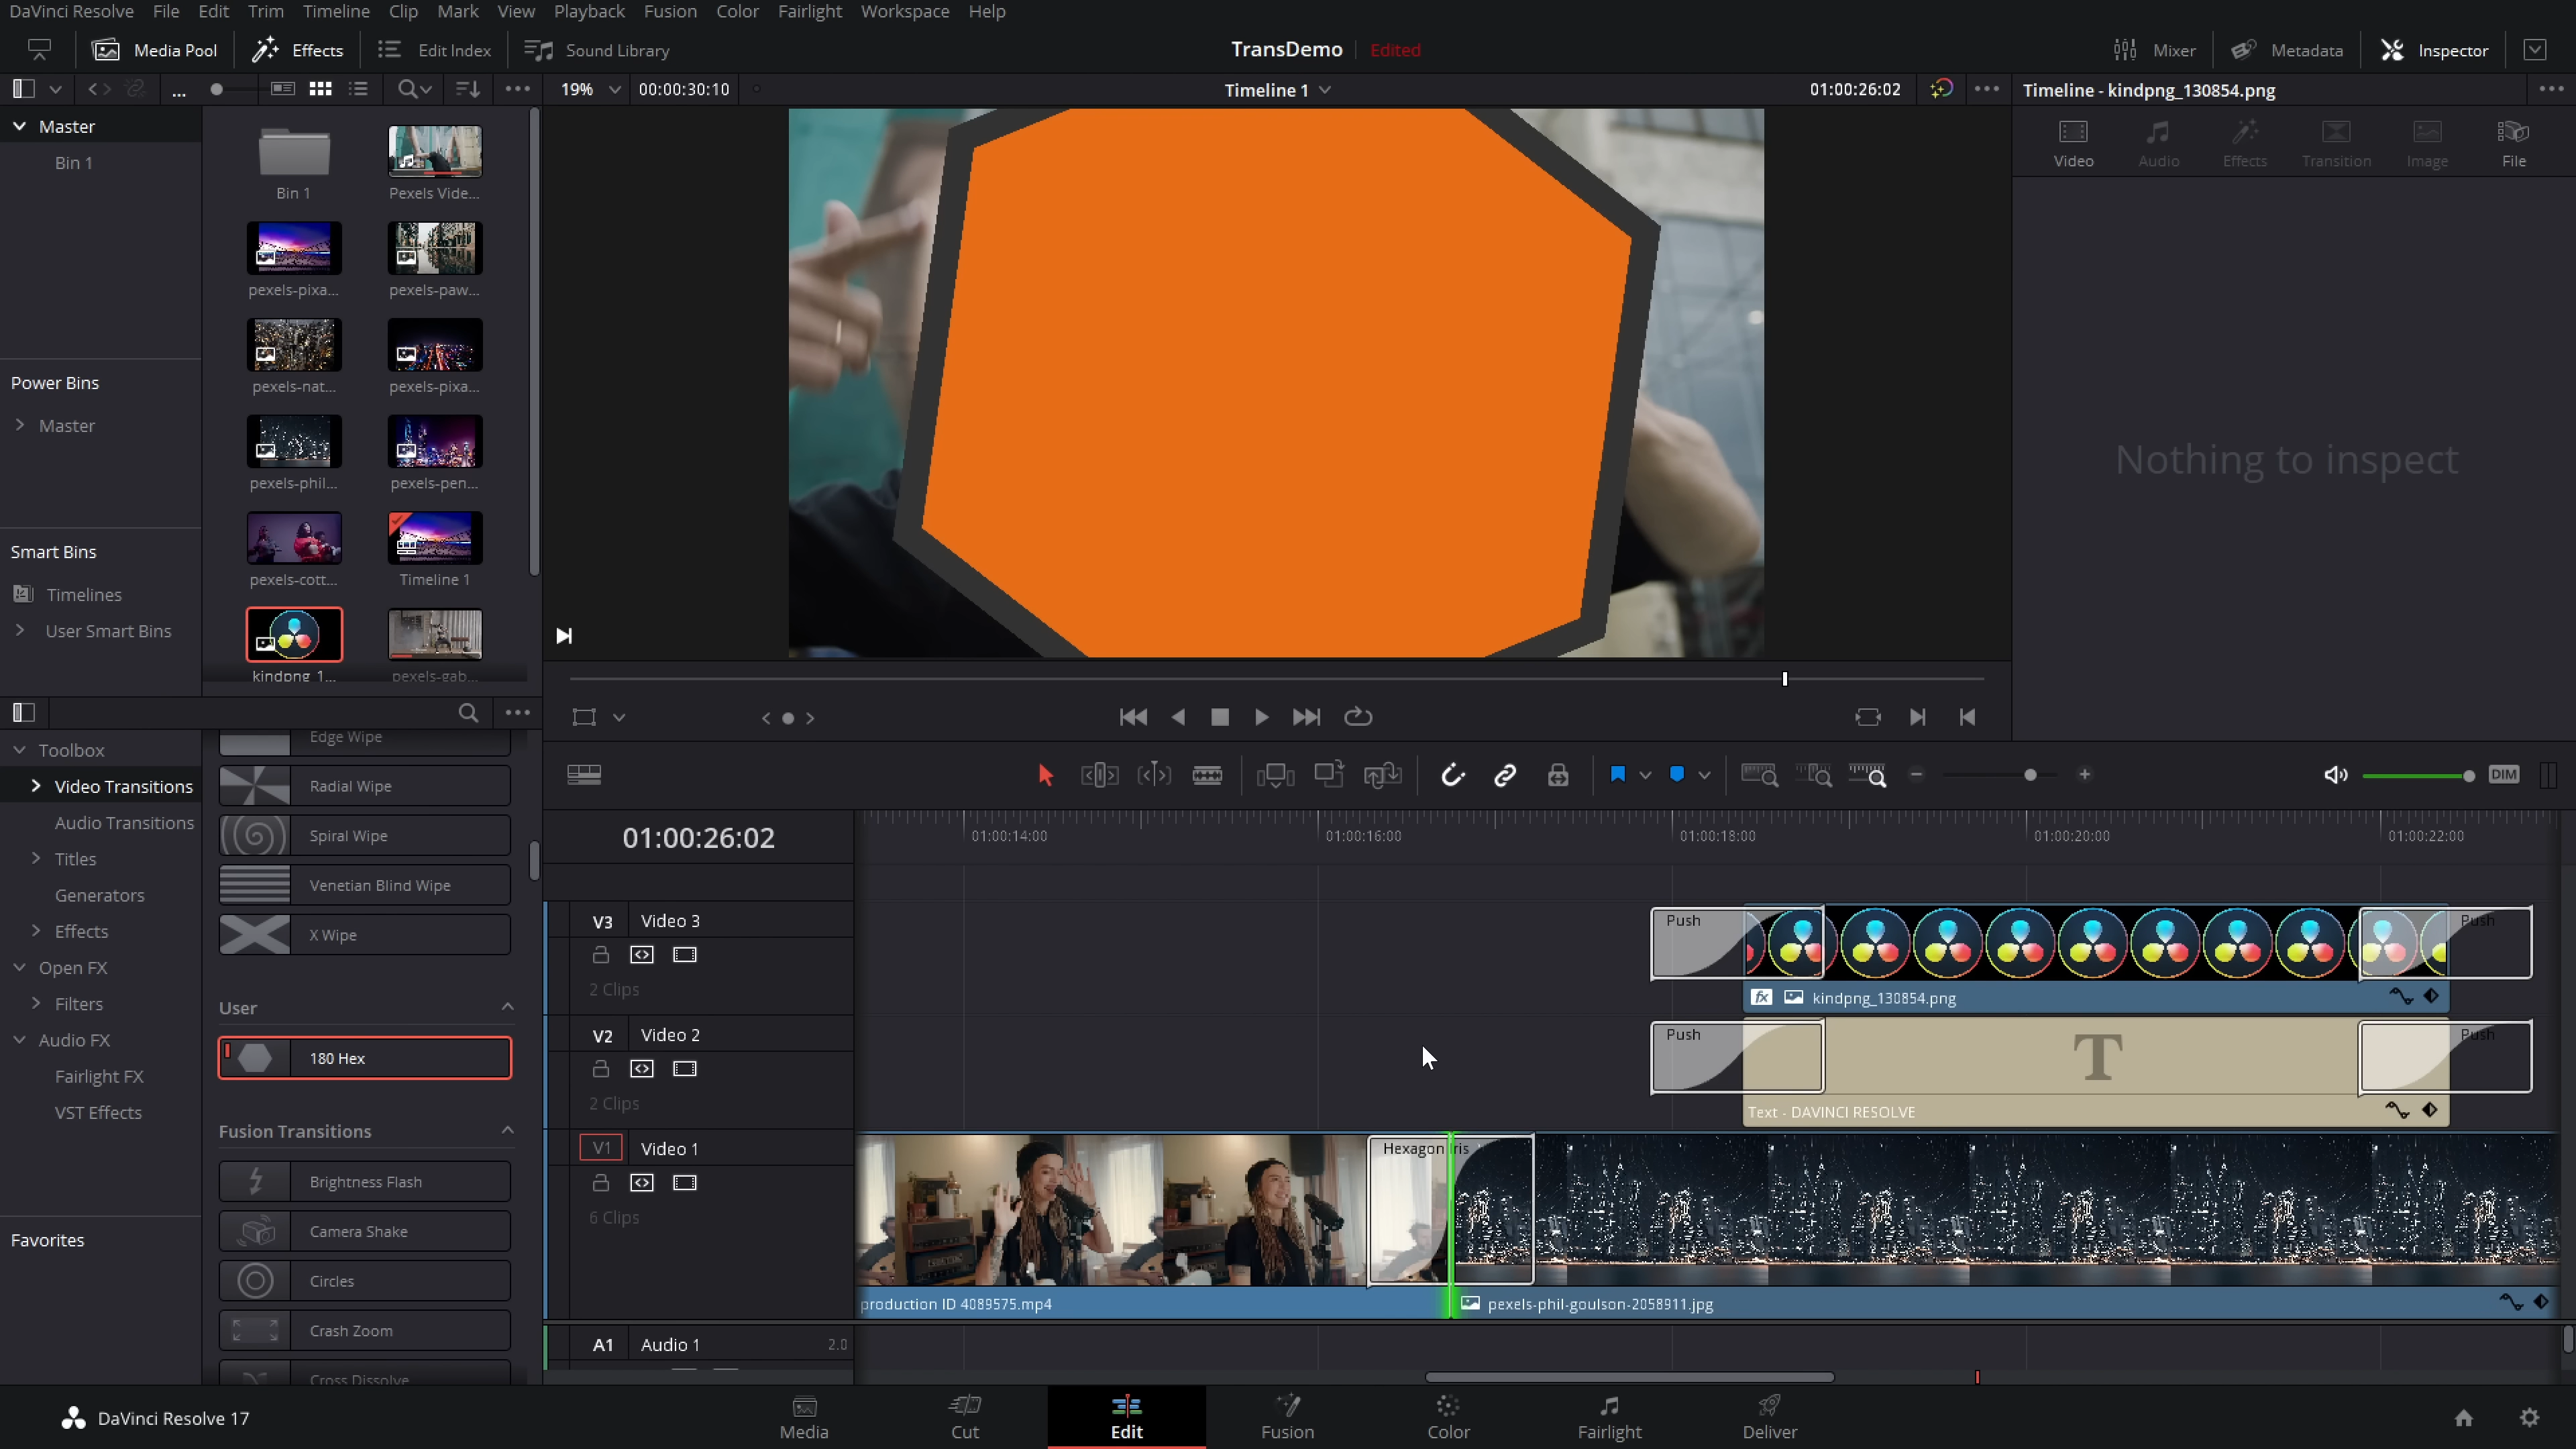 DaVinci Resolve File Edit Trim Timeline Clip Mark View Playback Fusion Color Fairlight Workspace Help
Media Pool Effects Edit Index Sound Library TransDemo Edited Mixer Metadata Inspector
... 19% 00:00:30:10 Timeline 1 01:00:26:02 Timeline - kindpng_130854.png
Master
Bin 1
Bin 1 Pexels Vide...
pexels-pixa... pexels-paw...
pexels-nat... pexels-pixa...
pexels-phil... pexels-pen...
pexels-cott... Timeline 1
kindpng_1... pexels-gab...
Power Bins
Master
Smart Bins
Timelines
User Smart Bins
Video Audio Effects Transition Image File
Nothing to inspect
Toolbox
Video Transitions
Audio Transitions
Titles
Generators
Effects
Open FX
Filters
Audio FX
Fairlight FX
VST Effects
Favorites
Edge Wipe
Radial Wipe
Spiral Wipe
Venetian Blind Wipe
X Wipe
User
180 Hex
Fusion Transitions
Brightness Flash
Camera Shake
Circles
Crash Zoom
Cross Dissolve
DIM
01:00:26:02 01:00:14:00 01:00:16:00 01:00:18:00 01:00:20:00 01:00:22:00
V3 Video 3
2 Clips
Push Push
fx kindpng_130854.png
V2 Video 2
2 Clips
Push T Push
Text - DAVINCI RESOLVE
V1 Video 1
6 Clips
Hexagon Iris
production ID 4089575.mp4 pexels-phil-goulson-2058911.jpg
A1 Audio 1 2.0
DaVinci Resolve 17 Media Cut Edit Fusion Color Fairlight Deliver